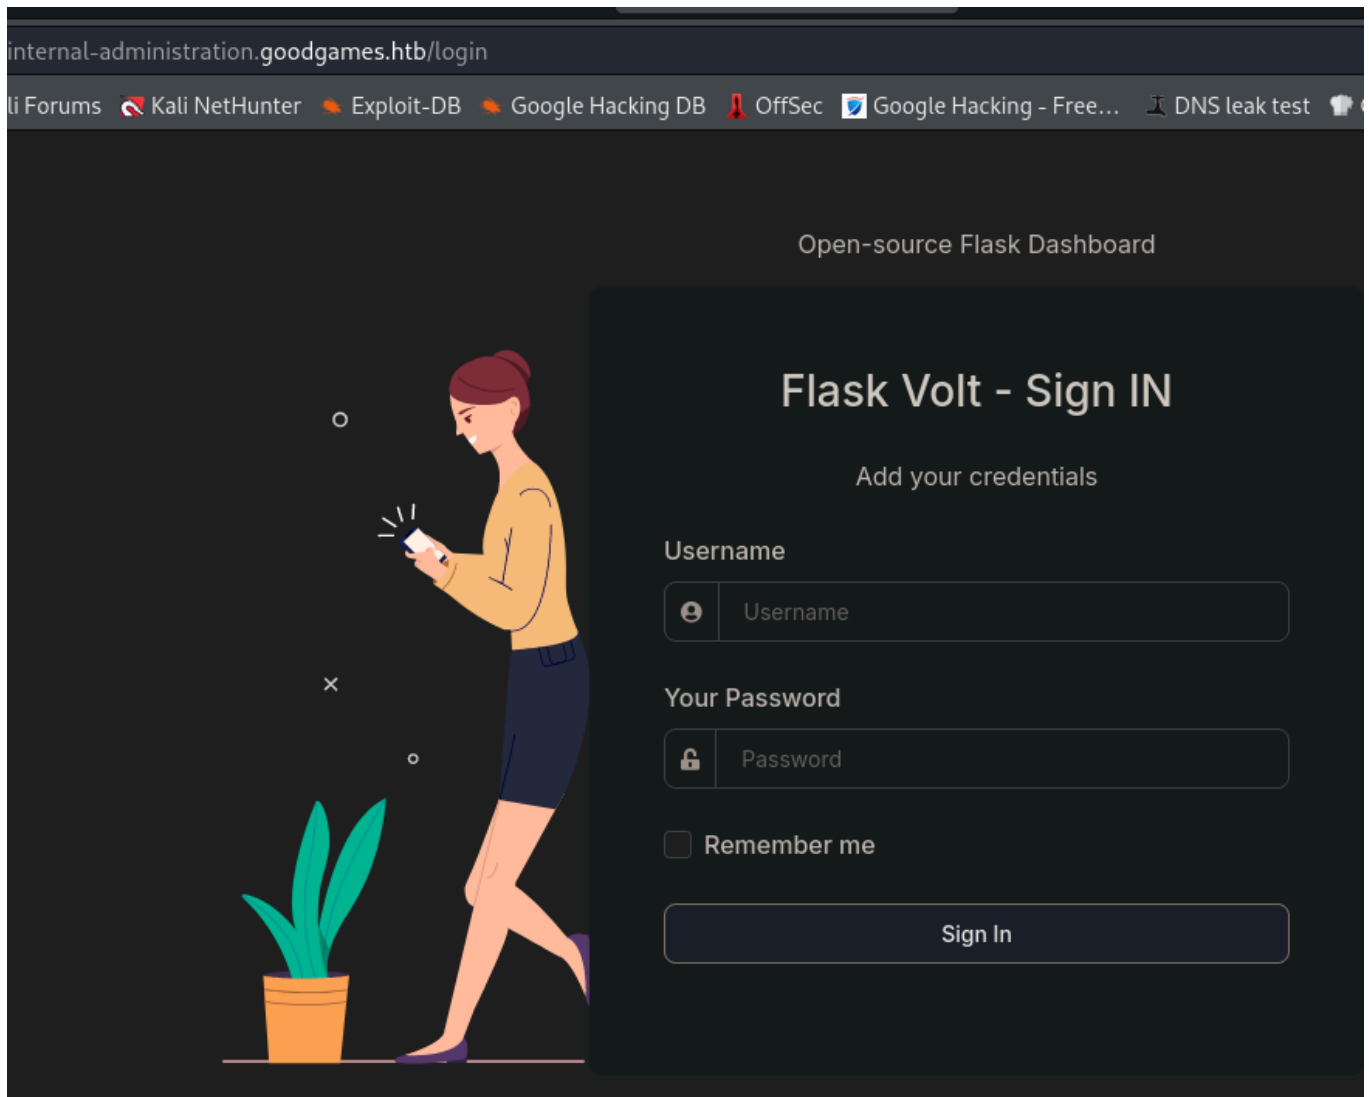 internal-administration.goodgames.htb/login
li Forums Kali NetHunter Exploit-DB Google Hacking DB OffSec Google Hacking - Free... DNS leak test
Open-source Flask Dashboard
Flask Volt - Sign IN
Add your credentials
Username
Username
Your Password
Password
Remember me
Sign In